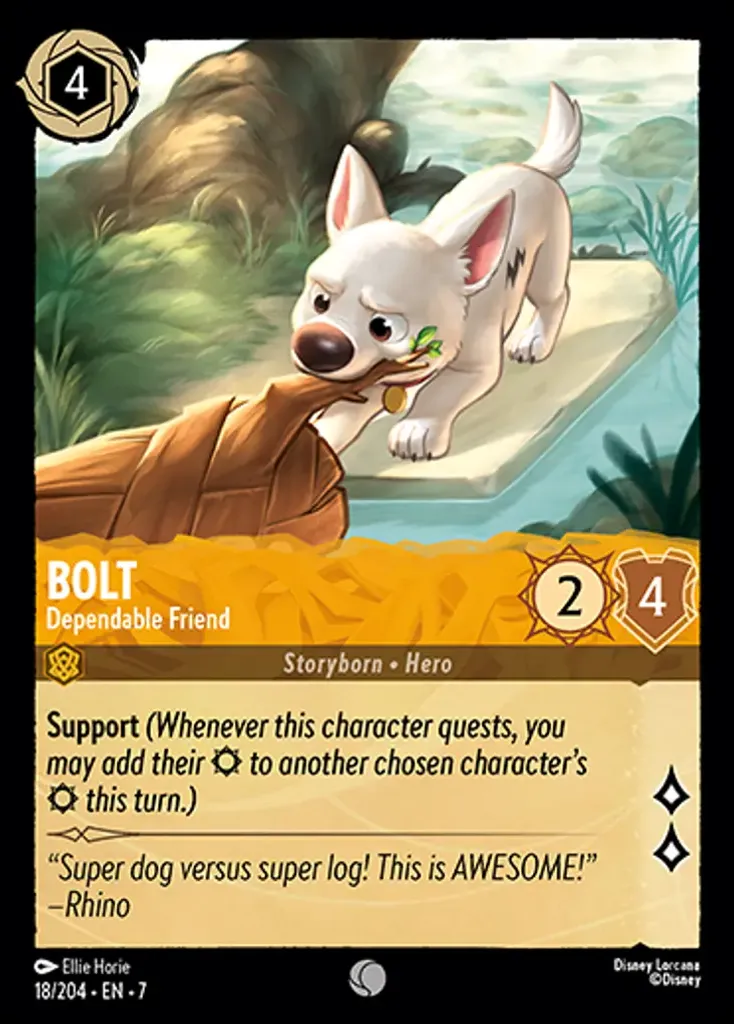 4
BOLT
Dependable Friend
2
4
Storyborn • Hero
Support (Whenever this character quests, you
may add their to another chosen character’s
this turn.)
“Super dog versus super log! This is AWESOME!”
–Rhino
Ellie Horie
18/204 • EN • 7
Disney Lorcana
©Disney